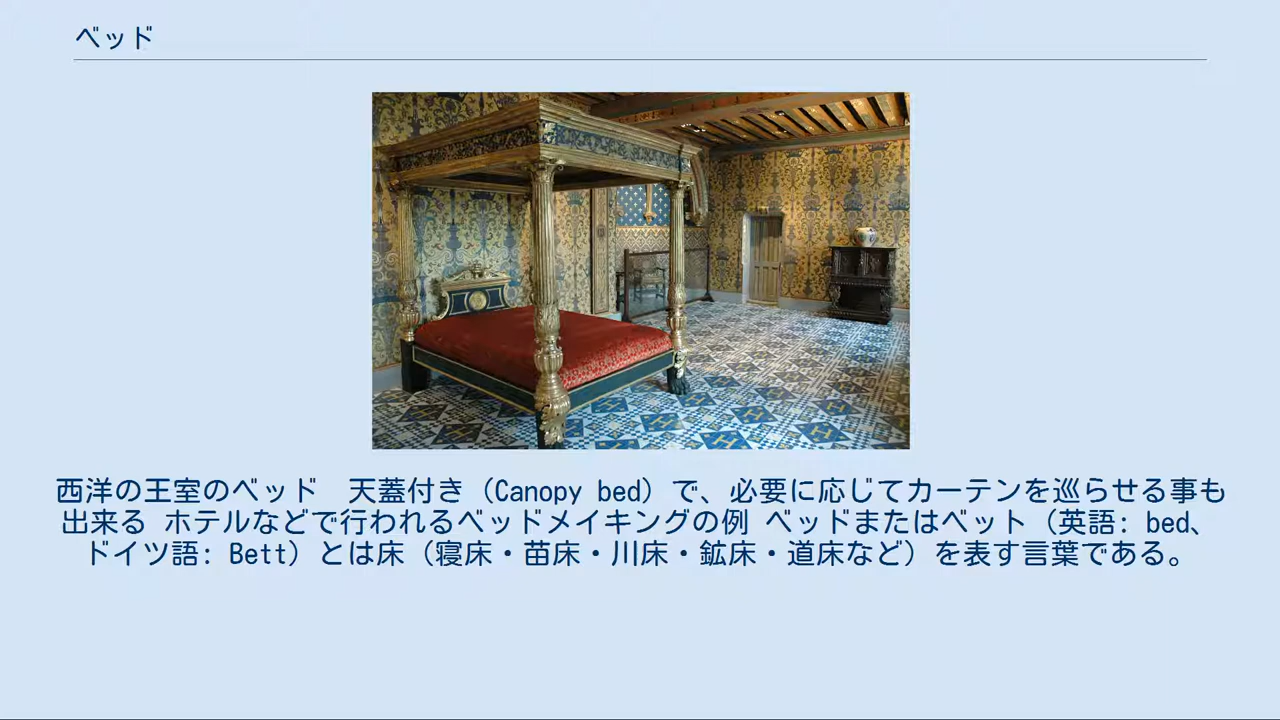 ベッド
西洋の王室のベッド　天蓋付き（Canopy bed）で、必要に応じてカーテンを巡らせる事も
出来る ホテルなどで行われるベッドメイキングの例 ベッドまたはベット（英語: bed、
ドイツ語: Bett）とは床（寝床・苗床・川床・鉱床・道床など）を表す言葉である。